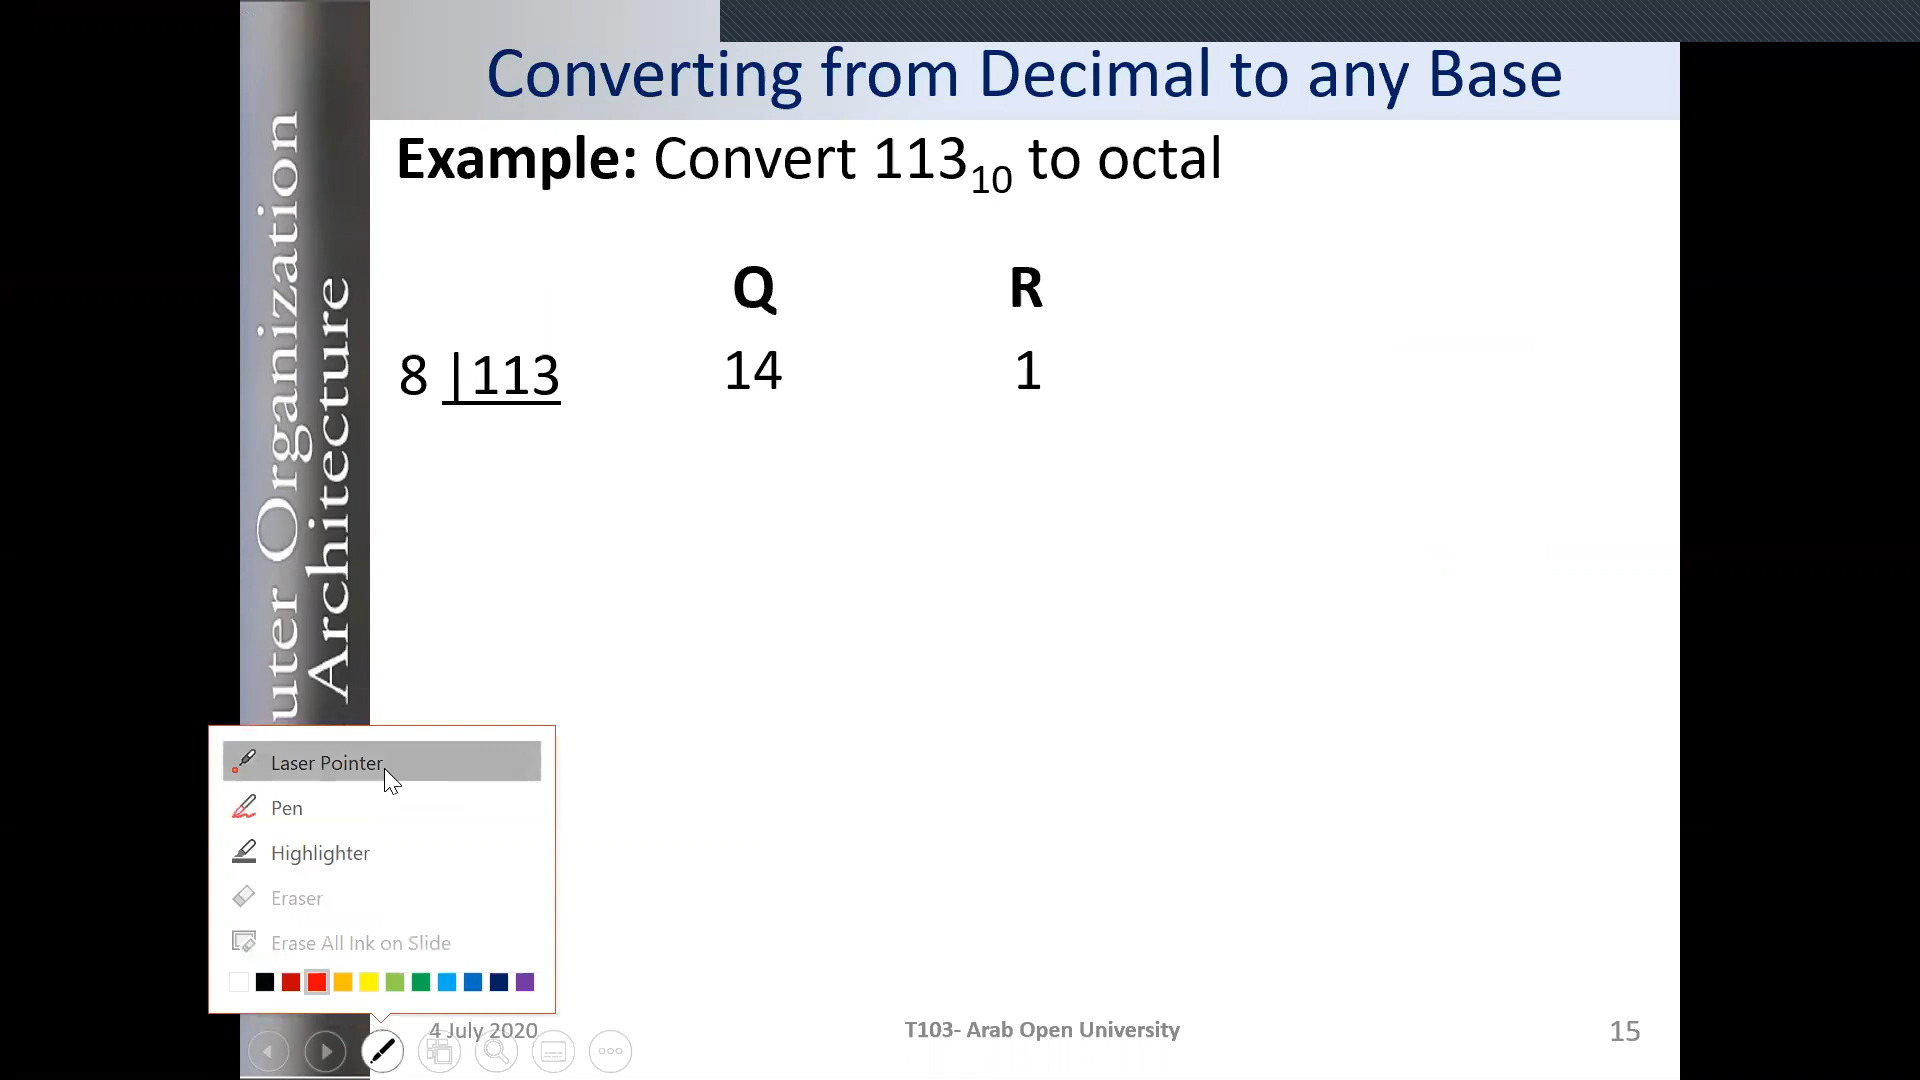 Converting from Decimal to any Base
uter Organization
Architecture
Example: Convert 113₁₀ to octal
Q R
8 |113 14 1
Laser Pointer
Pen
Highlighter
Eraser
Erase All Ink on Slide
4 July 2020 T103- Arab Open University 15